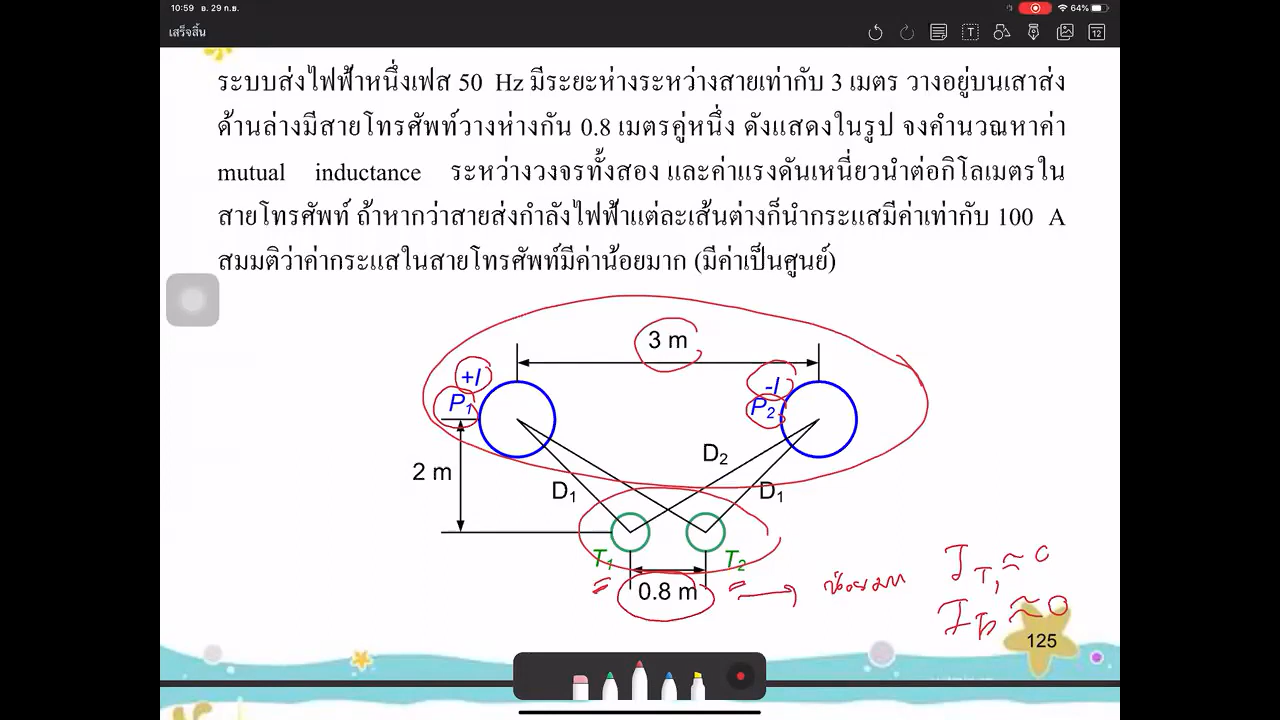 10:59 อ. 29 ก.ย.
64%
เสร็จสิ้น
12
ระบบส่งไฟฟ้าหนึ่งเฟส 50 Hz มีระยะห่างระหว่างสายเท่ากับ 3 เมตร วางอยู่บนเสาส่ง
ด้านล่างมีสายโทรศัพท์วางห่างกัน 0.8 เมตรคู่หนึ่ง ดังแสดงในรูป จงคำนวณหาค่า
mutual inductance ระหว่างวงจรทั้งสอง และค่าแรงดันเหนี่ยวนำต่อกิโลเมตรใน
สายโทรศัพท์ ถ้าหากว่าสายส่งกำลังไฟฟ้าแต่ละเส้นต่างก็นำกระแสมีค่าเท่ากับ 100 A
สมมติว่าค่ากระแสในสายโทรศัพท์มีค่าน้อยมาก (มีค่าเป็นศูนย์)
3 m
+I
-I
P1
P2
D2
2 m
D1
D1
T1
T2
0.8 m
น้อยมาก
I T1 ≈ 0
≈ 0
125